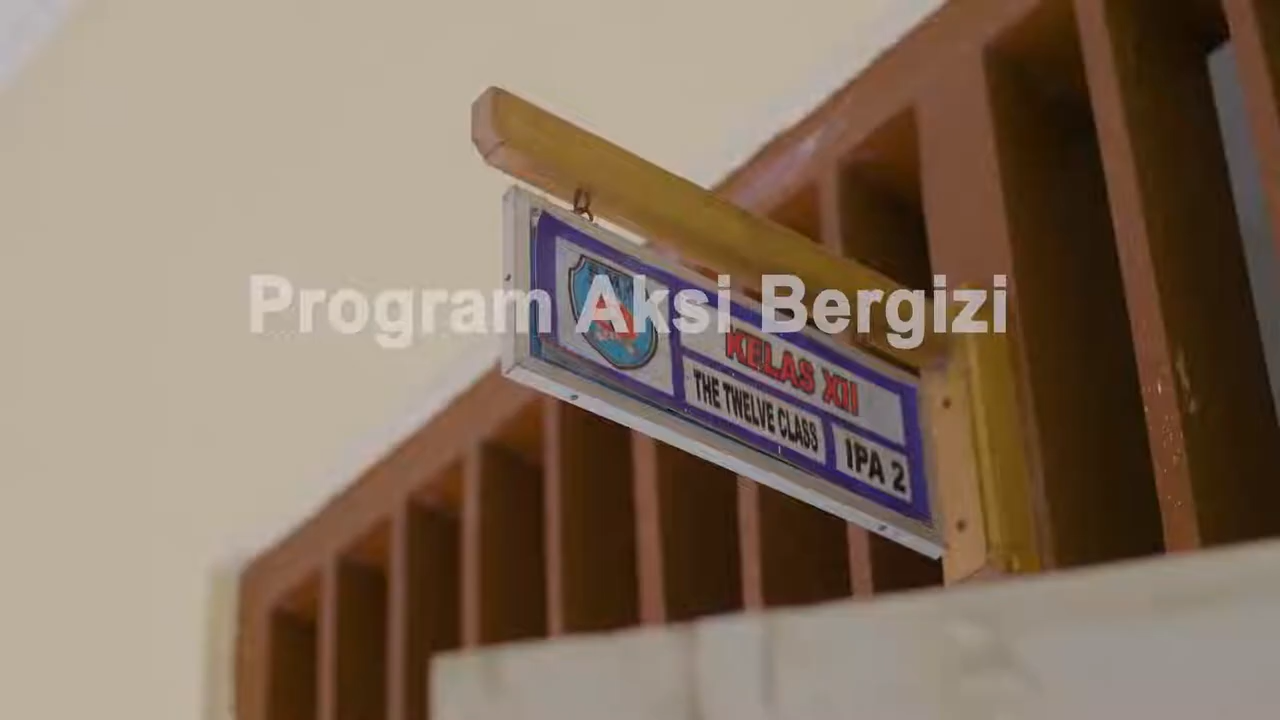 Program Aksi Bergizi
KELAS XII
THE TWELVE CLASS
IPA 2